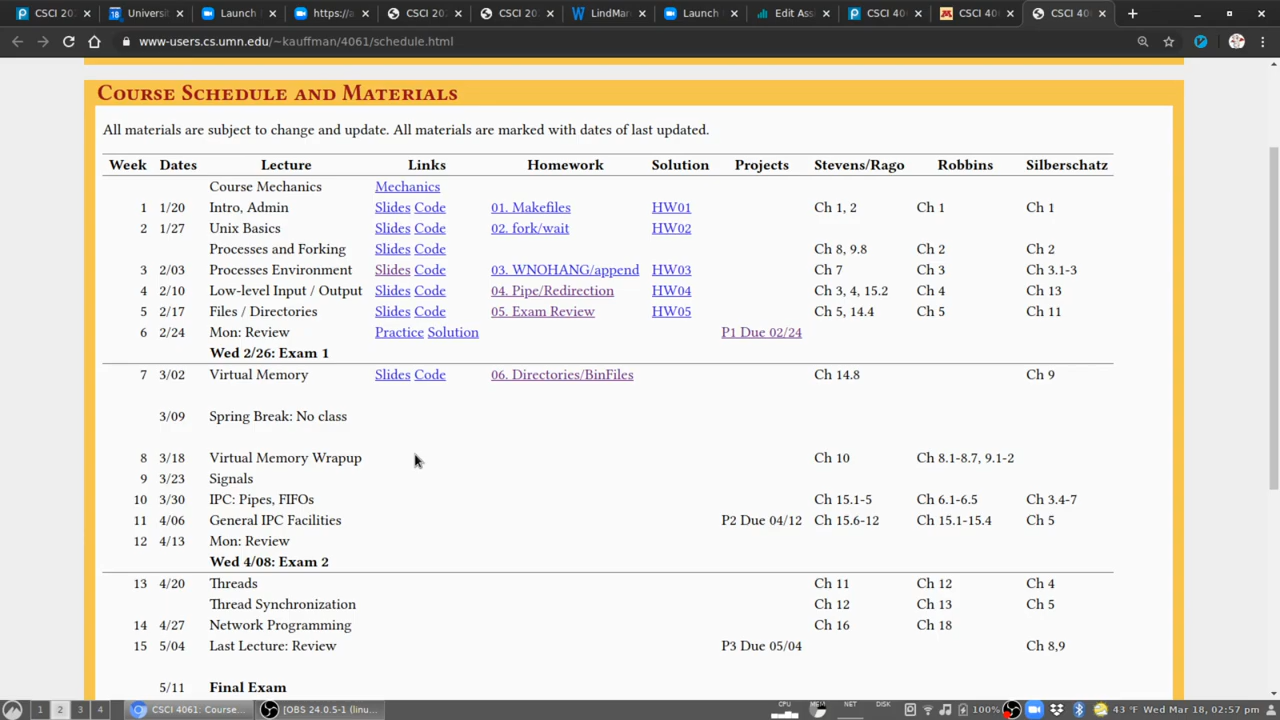 CSCI 20
Universi
Launch
https://a
CSCI 20
CSCI 20
LindMar
Launch
Edit Ass
CSCI 40
CSCI 40
CSCI 40
www-users.cs.umn.edu/~kauffman/4061/schedule.html
Course Schedule and Materials
All materials are subject to change and update. All materials are marked with dates of last updated.
Week Dates Lecture Links Homework Solution Projects Stevens/Rago Robbins Silberschatz
Course Mechanics Mechanics
1 1/20 Intro, Admin Slides Code 01. Makefiles HW01 Ch 1, 2 Ch 1 Ch 1
2 1/27 Unix Basics Slides Code 02. fork/wait HW02
Processes and Forking Slides Code Ch 8, 9.8 Ch 2 Ch 2
3 2/03 Processes Environment Slides Code 03. WNOHANG/append HW03 Ch 7 Ch 3 Ch 3.1-3
4 2/10 Low-level Input / Output Slides Code 04. Pipe/Redirection HW04 Ch 3, 4, 15.2 Ch 4 Ch 13
5 2/17 Files / Directories Slides Code 05. Exam Review HW05 Ch 5, 14.4 Ch 5 Ch 11
6 2/24 Mon: Review Practice Solution P1 Due 02/24
Wed 2/26: Exam 1
7 3/02 Virtual Memory Slides Code 06. Directories/BinFiles Ch 14.8 Ch 9
3/09 Spring Break: No class
8 3/18 Virtual Memory Wrapup Ch 10 Ch 8.1-8.7, 9.1-2
9 3/23 Signals
10 3/30 IPC: Pipes, FIFOs Ch 15.1-5 Ch 6.1-6.5 Ch 3.4-7
11 4/06 General IPC Facilities P2 Due 04/12 Ch 15.6-12 Ch 15.1-15.4 Ch 5
12 4/13 Mon: Review
Wed 4/08: Exam 2
13 4/20 Threads Ch 11 Ch 12 Ch 4
Thread Synchronization Ch 12 Ch 13 Ch 5
14 4/27 Network Programming Ch 16 Ch 18
15 5/04 Last Lecture: Review P3 Due 05/04 Ch 8,9
5/11 Final Exam
1 2 3 4 CSCI 4061: Course... [OBS 24.0.5-1 (linu... CPU MEM NET DISK 100% 43 °F Wed Mar 18, 02:57 pm